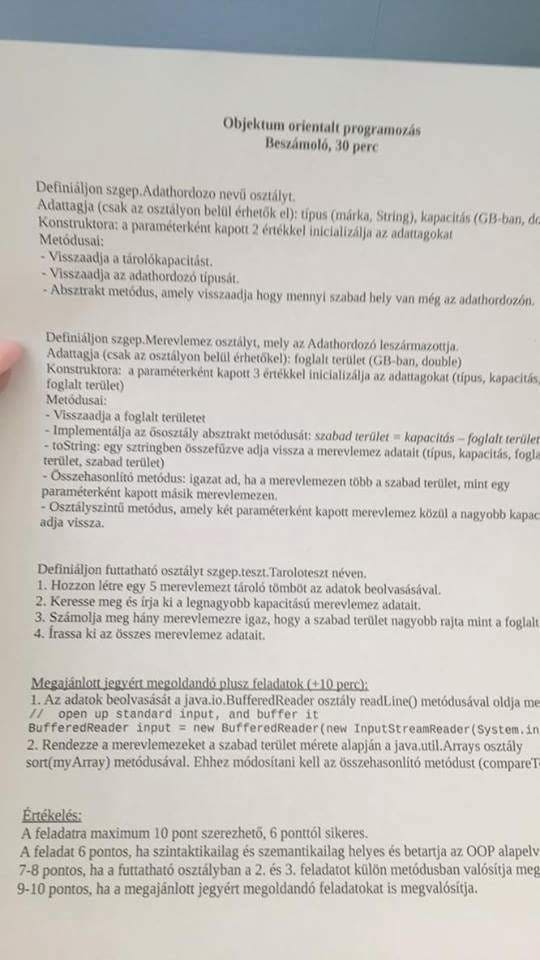 Objektum orientalt programozás
Beszámoló, 30 perc
Definiáljon szgep.Adathordozo nevű osztályt.
Adattagja (csak az osztályon belül érhetők el): típus (márka, String), kapacitás (GB-ban, do
Konstruktora: a paraméterként kapott 2 értékkel inicializálja az adattagokat
Metódusai:
- Visszaadja a tárolókapacitást.
- Visszaadja az adathordozó típusát.
- Absztrakt metódus, amely visszaadja hogy mennyi szabad hely van még az adathordozón.
Definiáljon szgep.Merevlemez osztályt, mely az Adathordozó leszármazottja.
Adattagja (csak az osztályon belül érhetőkel): foglalt terület (GB-ban, double)
Konstruktora: a paraméterként kapott 3 értékkel inicializálja az adattagokat (típus, kapacitás,
foglalt terület)
Metódusai:
- Visszaadja a foglalt területet
- Implementálja az ősosztály absztrakt metódusát: szabad terület = kapacitás – foglalt terület
- toString: egy sztringben összefűzve adja vissza a merevlemez adatait (típus, kapacitás, fogla
terület, szabad terület)
- Összehasonlító metódus: igazat ad, ha a merevlemezen több a szabad terület, mint egy
paraméterként kapott másik merevlemezen.
- Osztályszintű metódus, amely két paraméterként kapott merevlemez közül a nagyobb kapac
adja vissza.
Definiáljon futtatható osztályt szgep.teszt.Taroloteszt néven.
1. Hozzon létre egy 5 merevlemezt tároló tömböt az adatok beolvasásával.
2. Keresse meg és írja ki a legnagyobb kapacitású merevlemez adatait.
3. Számolja meg hány merevlemezre igaz, hogy a szabad terület nagyobb rajta mint a foglalt
4. Írassa ki az összes merevlemez adatait.
Megajánlott jegyért megoldandó plusz feladatok (+10 perc):
1. Az adatok beolvasását a java.io.BufferedReader osztály readLine() metódusával oldja me
// open up standard input, and buffer it
BufferedReader input = new BufferedReader(new InputStreamReader(System.in
2. Rendezze a merevlemezeket a szabad terület mérete alapján a java.util.Arrays osztály
sort(myArray) metódusával. Ehhez módosítani kell az összehasonlító metódust (compareT
Értékelés:
A feladatra maximum 10 pont szerezhető, 6 ponttól sikeres.
A feladat 6 pontos, ha szintaktikailag és szemantikailag helyes és betartja az OOP alapelv
7-8 pontos, ha a futtatható osztályban a 2. és 3. feladatot külön metódusban valósítja meg
9-10 pontos, ha a megajánlott jegyért megoldandó feladatokat is megvalósítja.